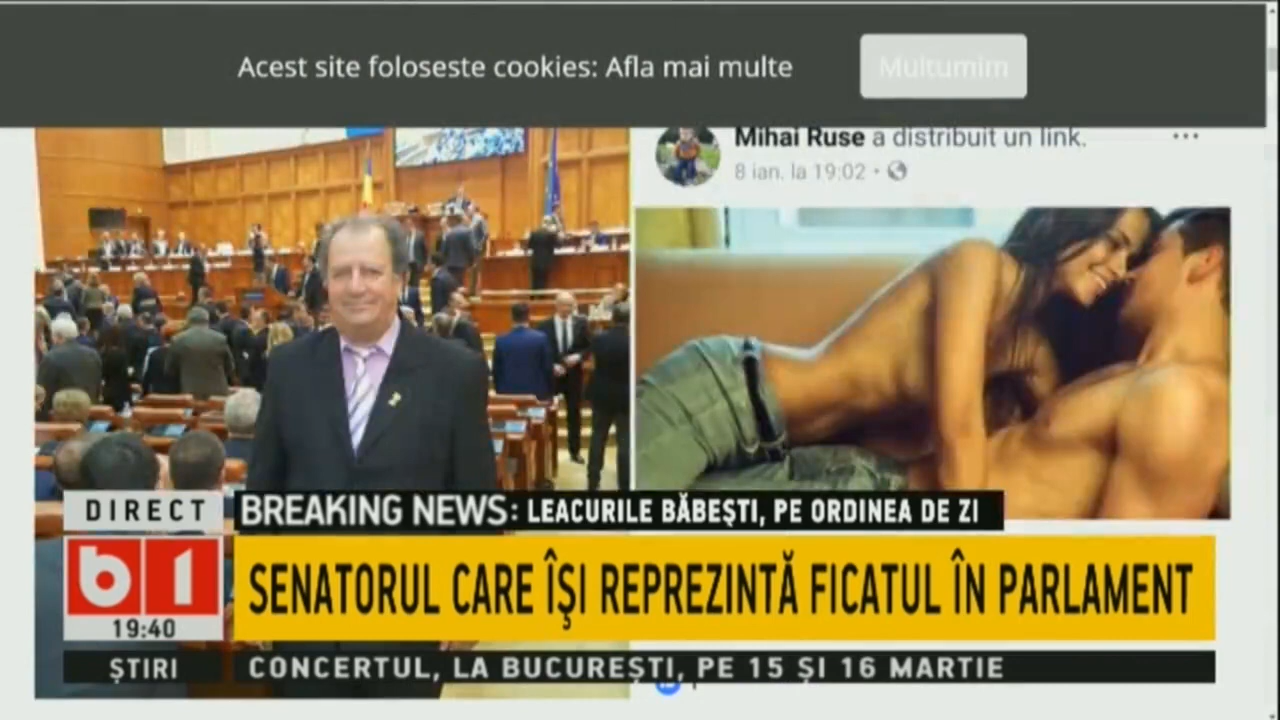 Acest site foloseste cookies: Afla mai multe
Multumim
Mihai Ruse a distribuit un link.
8 ian. la 19:02
DIRECT
BREAKING NEWS: LEACURILE BĂBEȘTI, PE ORDINEA DE ZI
B1
SENATORUL CARE ÎȘI REPREZINTĂ FICATUL ÎN PARLAMENT
19:40
ȘTIRI
CONCERTUL, LA BUCUREȘTI, PE 15 ȘI 16 MARTIE